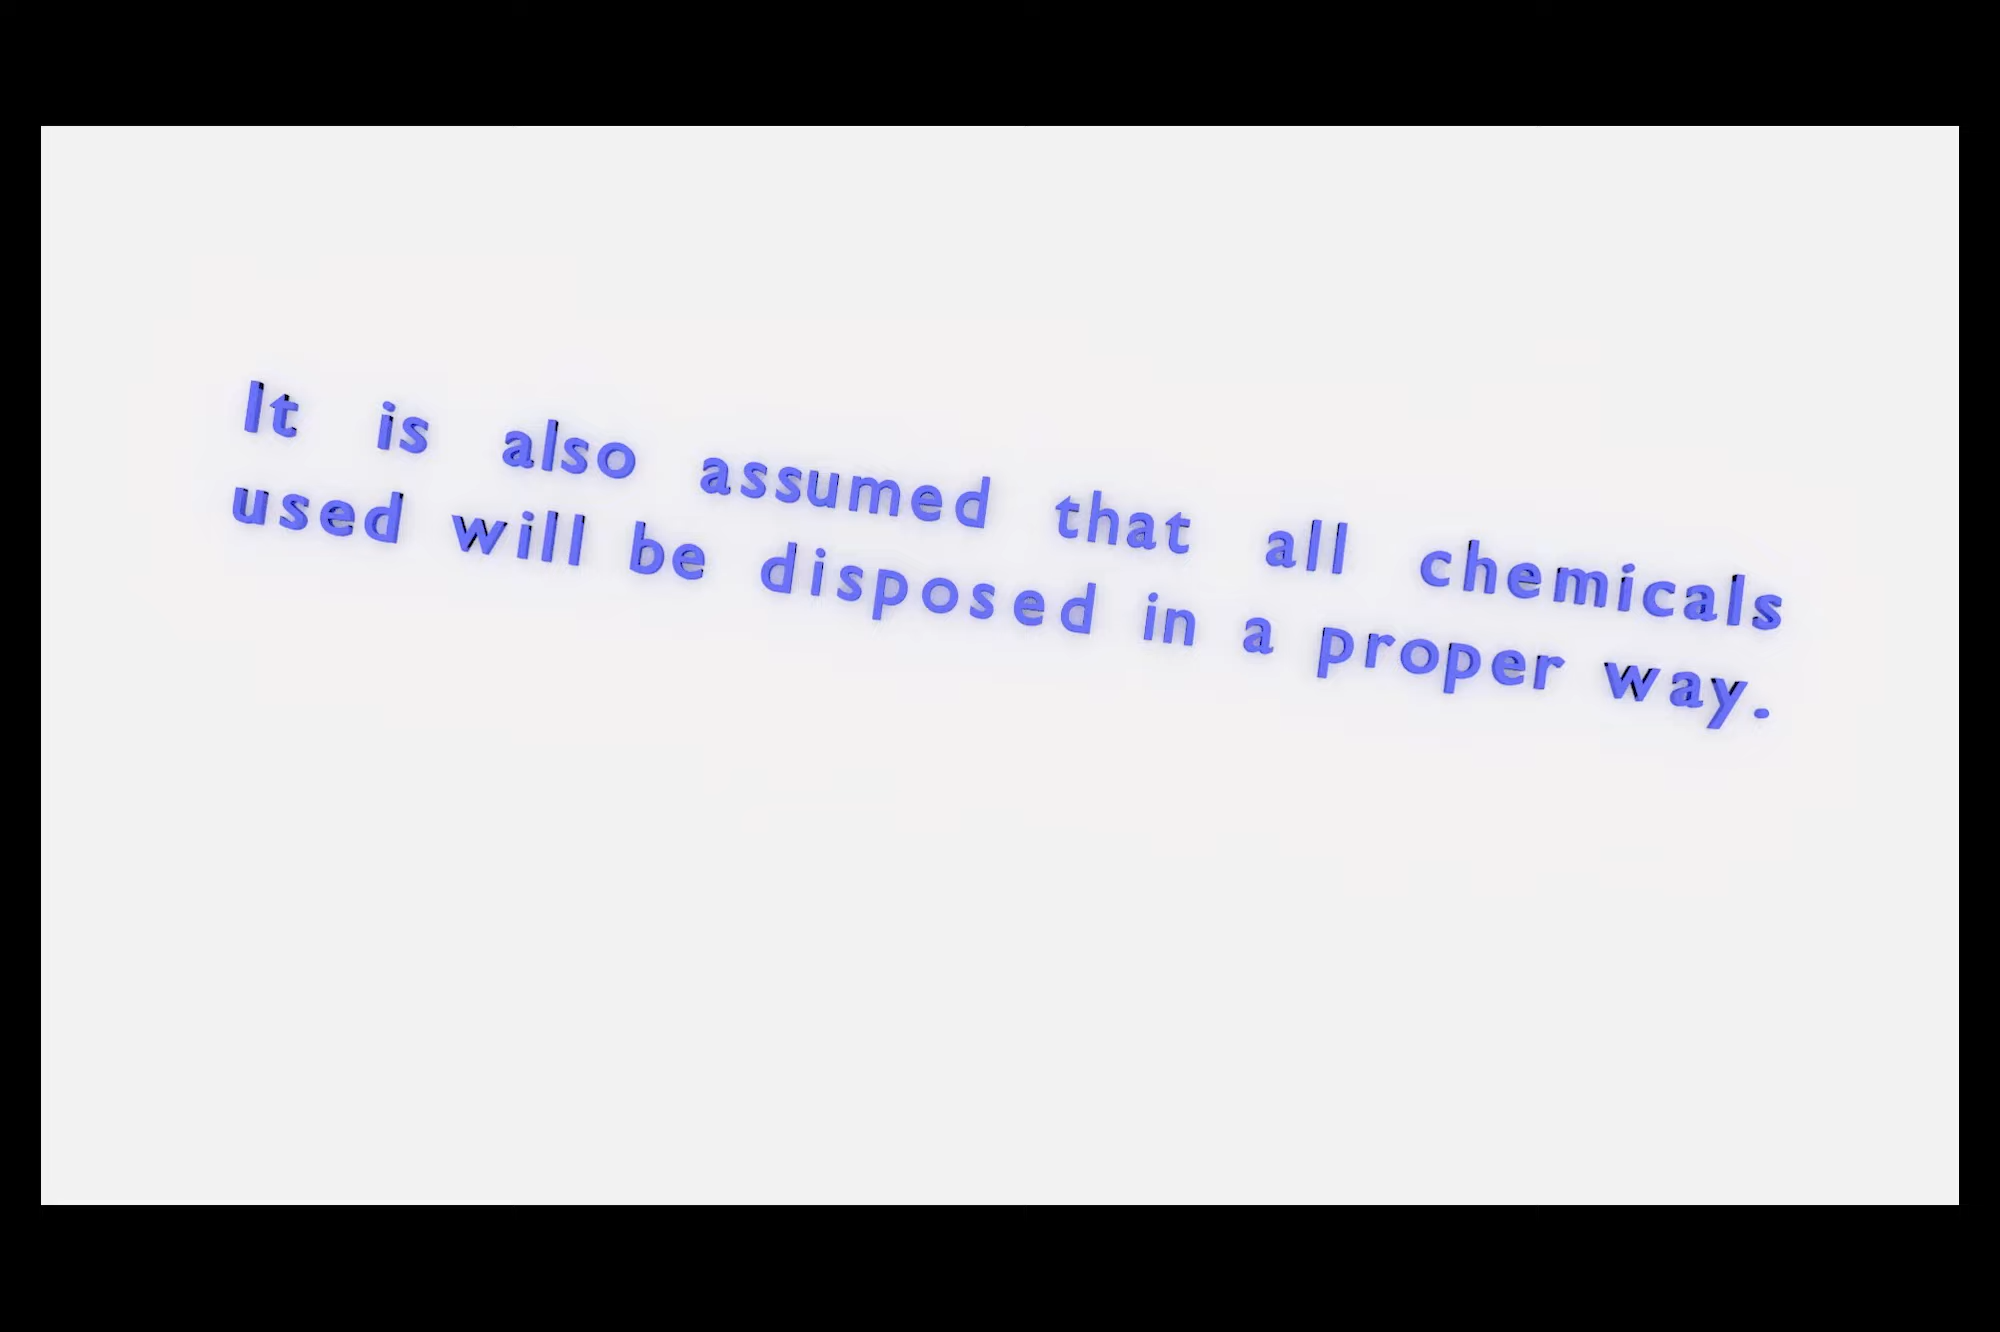 It is also assumed that all chemicals
used will be disposed in a proper way.